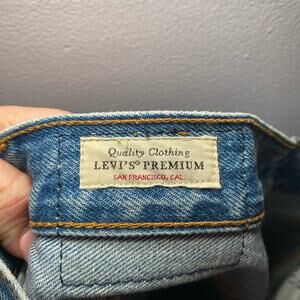 Quality Clothing
LEVI'S® PREMIUM
SAN FRANCISCO, CAL.